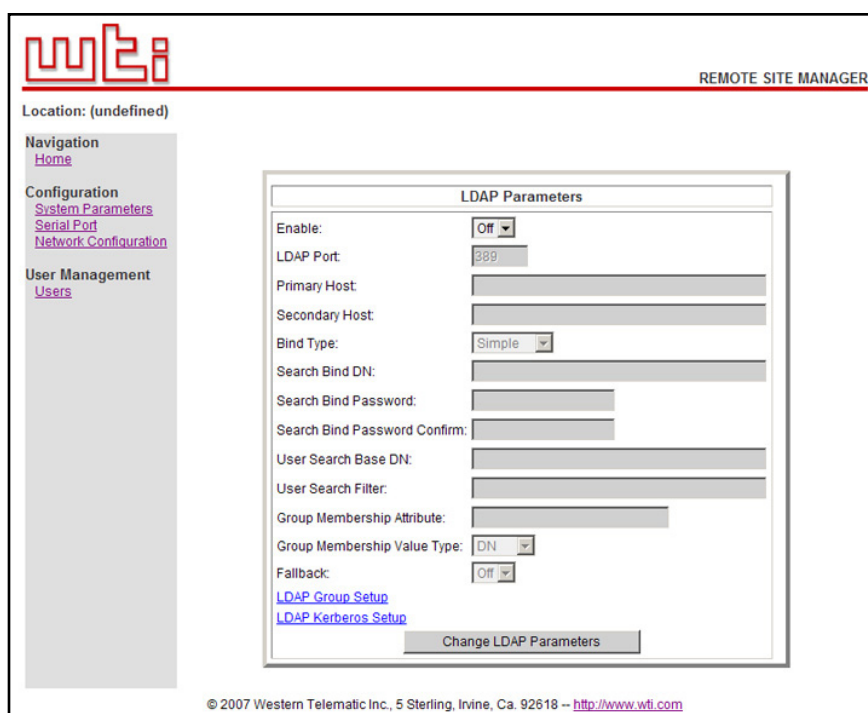 wti
REMOTE SITE MANAGER
Location: (undefined)
Navigation
Home
Configuration
System Parameters
Serial Port
Network Configuration
User Management
Users
LDAP Parameters
Enable: Off
LDAP Port: 389
Primary Host:
Secondary Host:
Bind Type: Simple
Search Bind DN:
Search Bind Password:
Search Bind Password Confirm:
User Search Base DN:
User Search Filter:
Group Membership Attribute:
Group Membership Value Type: DN
Fallback: Off
LDAP Group Setup
LDAP Kerberos Setup
Change LDAP Parameters
© 2007 Western Telematic Inc., 5 Sterling, Irvine, Ca. 92618 -- http://www.wti.com